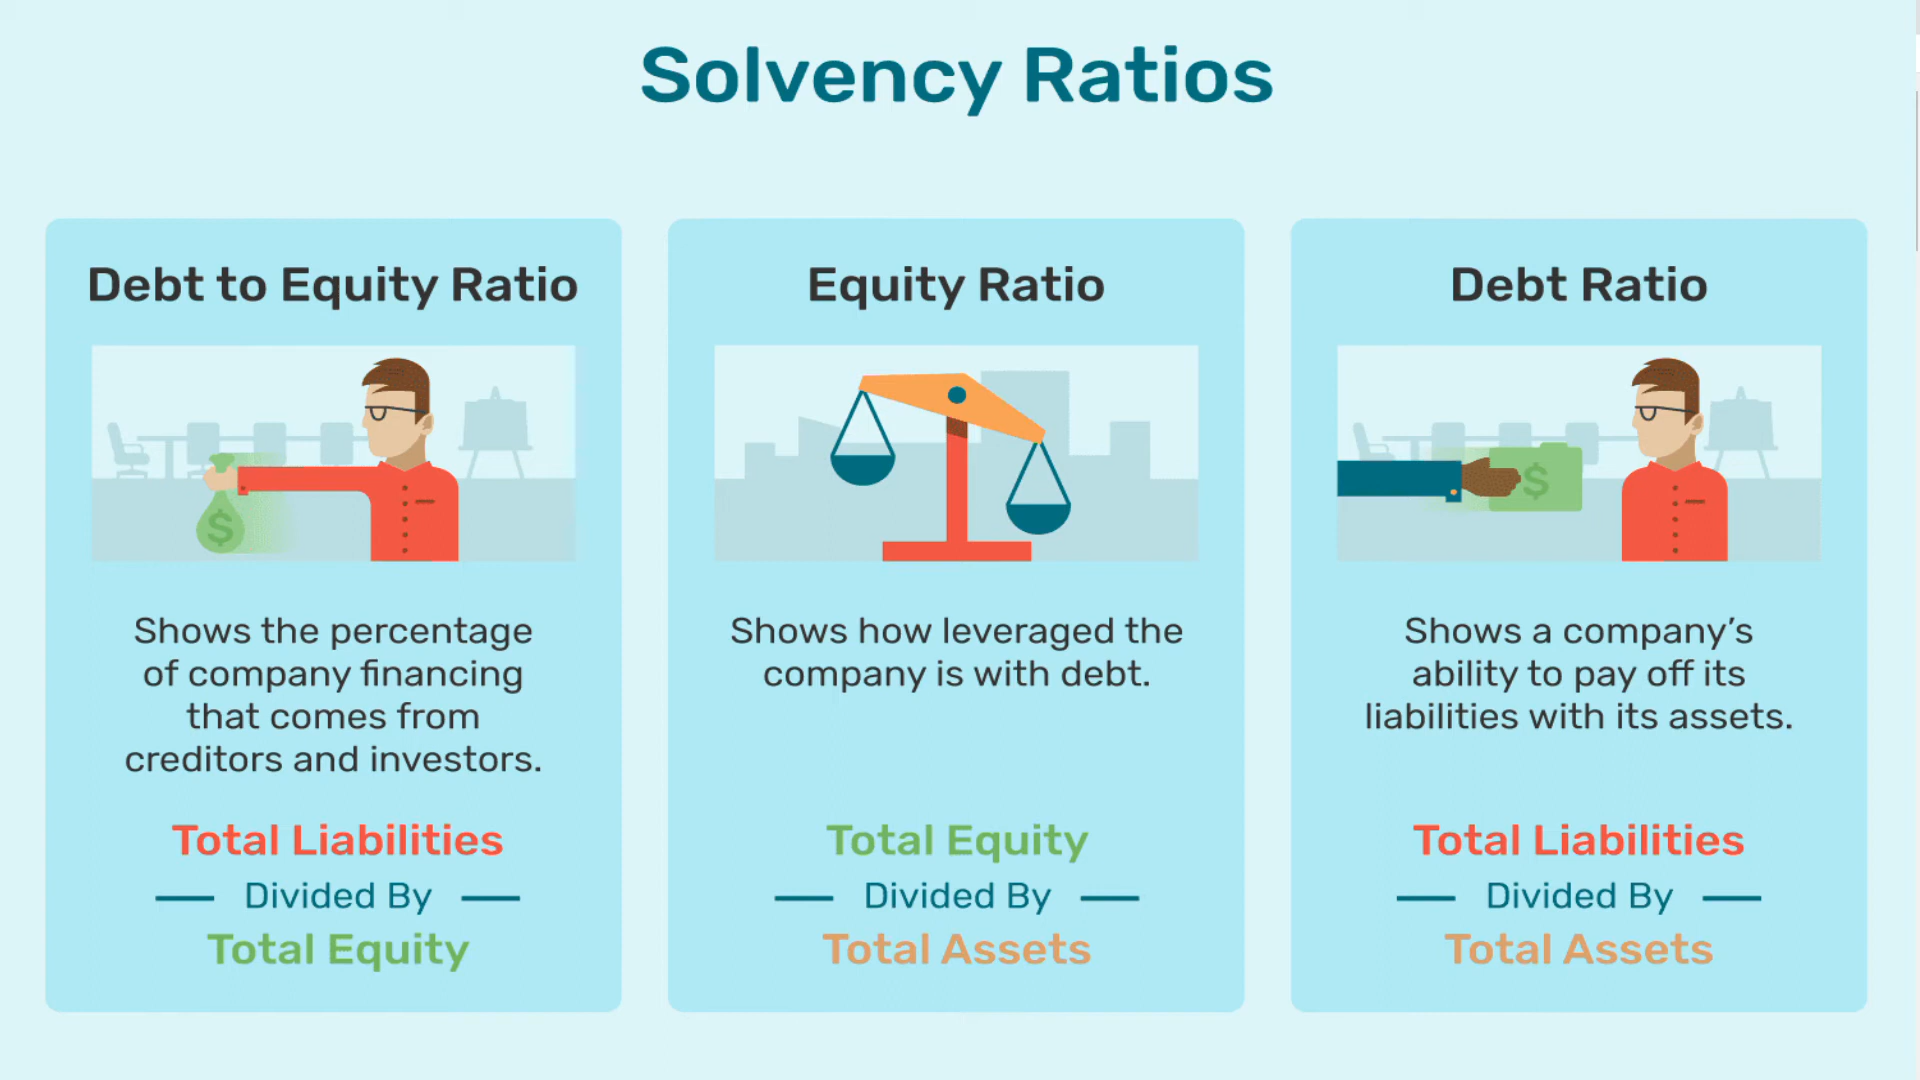 Solvency Ratios
Debt to Equity Ratio
$
Shows the percentage
of company financing
that comes from
creditors and investors.
Total Liabilities
Divided By
Total Equity
Equity Ratio
Shows how leveraged the
company is with debt.
Total Equity
Divided By
Total Assets
Debt Ratio
$
Shows a company’s
ability to pay off its
liabilities with its assets.
Total Liabilities
Divided By
Total Assets